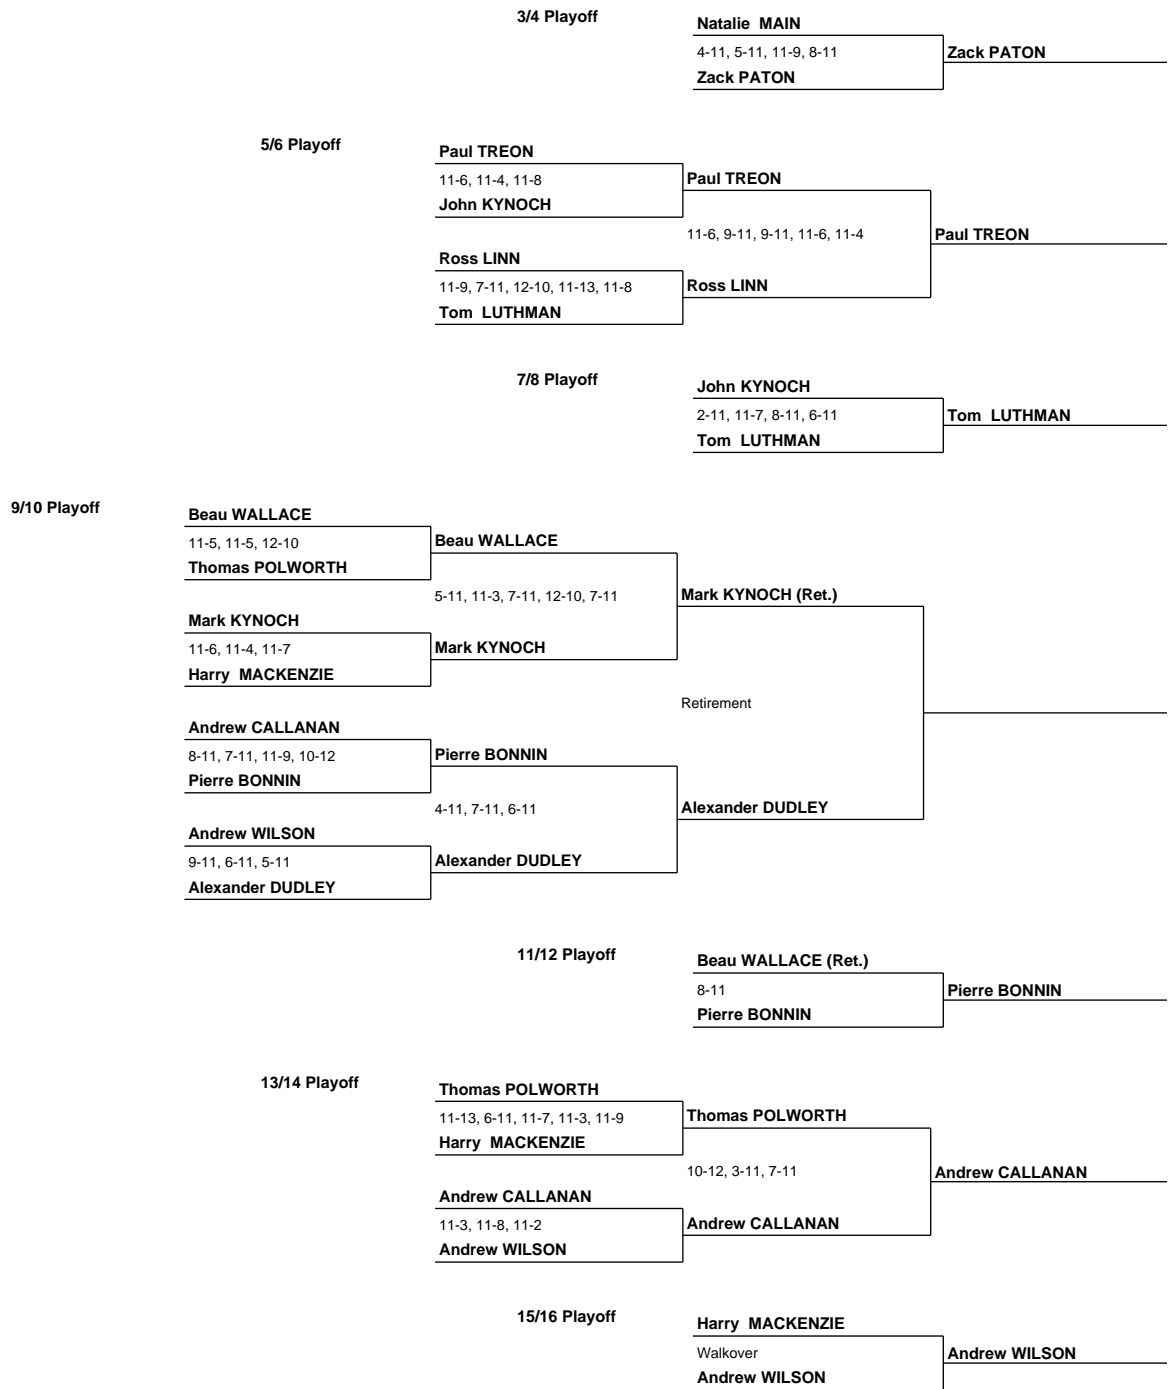 3/4 Playoff
Natalie MAIN
4-11, 5-11, 11-9, 8-11
Zack PATON
Zack PATON
5/6 Playoff
Paul TREON
11-6, 11-4, 11-8
Paul TREON
John KYNOCH
11-6, 9-11, 9-11, 11-6, 11-4
Paul TREON
Ross LINN
11-9, 7-11, 12-10, 11-13, 11-8
Ross LINN
Tom LUTHMAN
7/8 Playoff
John KYNOCH
2-11, 11-7, 8-11, 6-11
Tom LUTHMAN
Tom LUTHMAN
9/10 Playoff
Beau WALLACE
11-5, 11-5, 12-10
Beau WALLACE
Thomas POLWORTH
5-11, 11-3, 7-11, 12-10, 7-11
Mark KYNOCH (Ret.)
Mark KYNOCH
11-6, 11-4, 11-7
Mark KYNOCH
Harry MACKENZIE
Retirement
Andrew CALLANAN
8-11, 7-11, 11-9, 10-12
Pierre BONNIN
Pierre BONNIN
4-11, 7-11, 6-11
Alexander DUDLEY
Andrew WILSON
9-11, 6-11, 5-11
Alexander DUDLEY
Alexander DUDLEY
11/12 Playoff
Beau WALLACE (Ret.)
8-11
Pierre BONNIN
Pierre BONNIN
13/14 Playoff
Thomas POLWORTH
11-13, 6-11, 11-7, 11-3, 11-9
Thomas POLWORTH
Harry MACKENZIE
10-12, 3-11, 7-11
Andrew CALLANAN
Andrew CALLANAN
11-3, 11-8, 11-2
Andrew CALLANAN
Andrew WILSON
15/16 Playoff
Harry MACKENZIE
Walkover
Andrew WILSON
Andrew WILSON